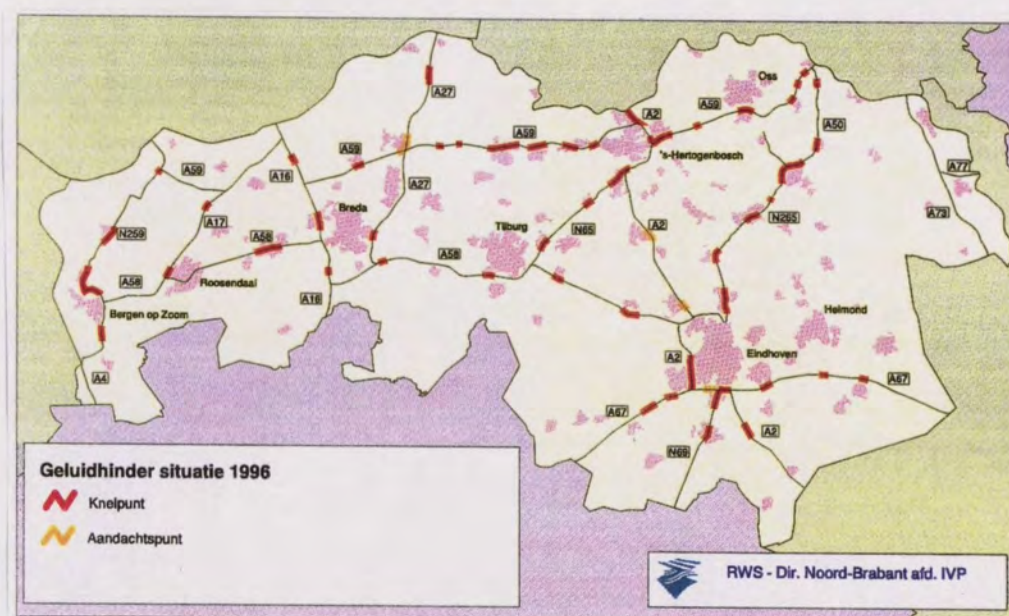 Oss
A27
A2
A59
A50
A59
A59
's-Hertogenbosch
A59
A16
A27
A77
Breda
A73
N259
A17
A58
Tilburg
N65
A2
N265
A58
A58
Roosendaal
A16
Bergen op Zoom
Helmond
Eindhoven
A2
A4
A67
A67
A2
N69
Geluidhinder situatie 1996
Knelpunt
Aandachtspunt
RWS - Dir. Noord-Brabant afd. IVP